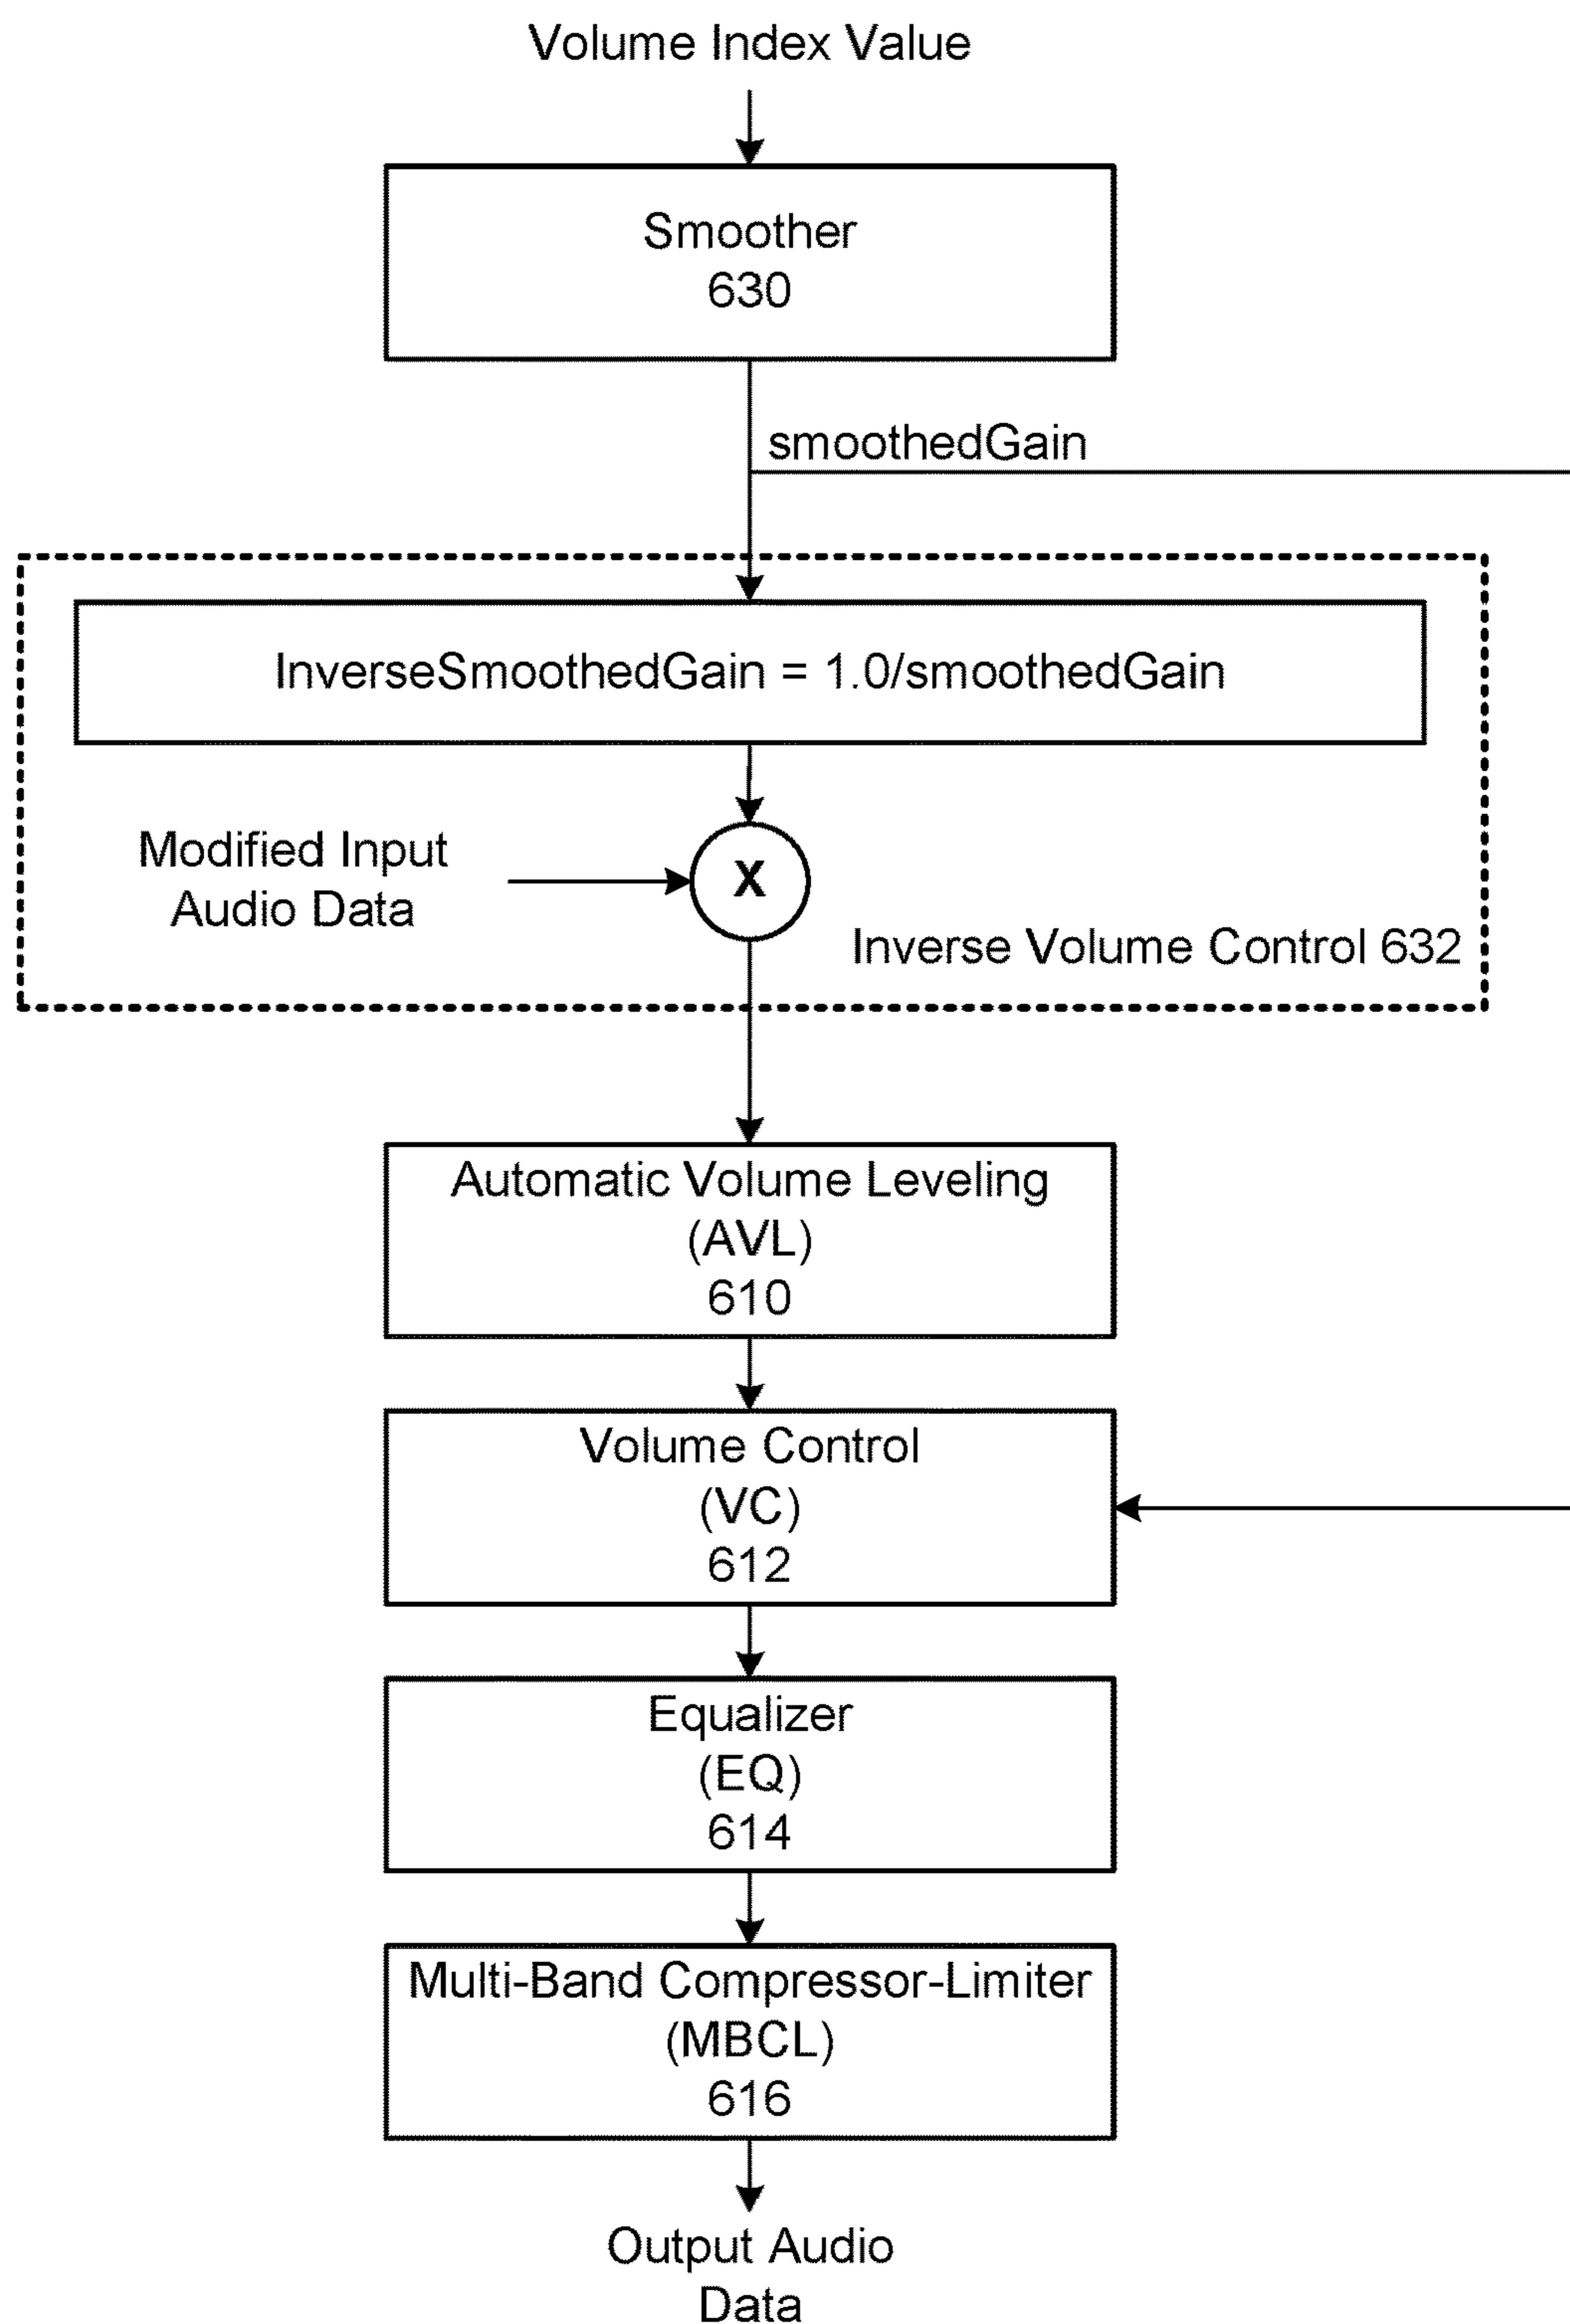 Volume Index Value
Smoother
630
smoothedGain
InverseSmoothedGain = 1.0/smoothedGain
Modified Input
Audio Data
X
Inverse Volume Control 632
Automatic Volume Leveling
(AVL)
610
Volume Control
(VC)
612
Equalizer
(EQ)
614
Multi-Band Compressor-Limiter
(MBCL)
616
Output Audio
Data